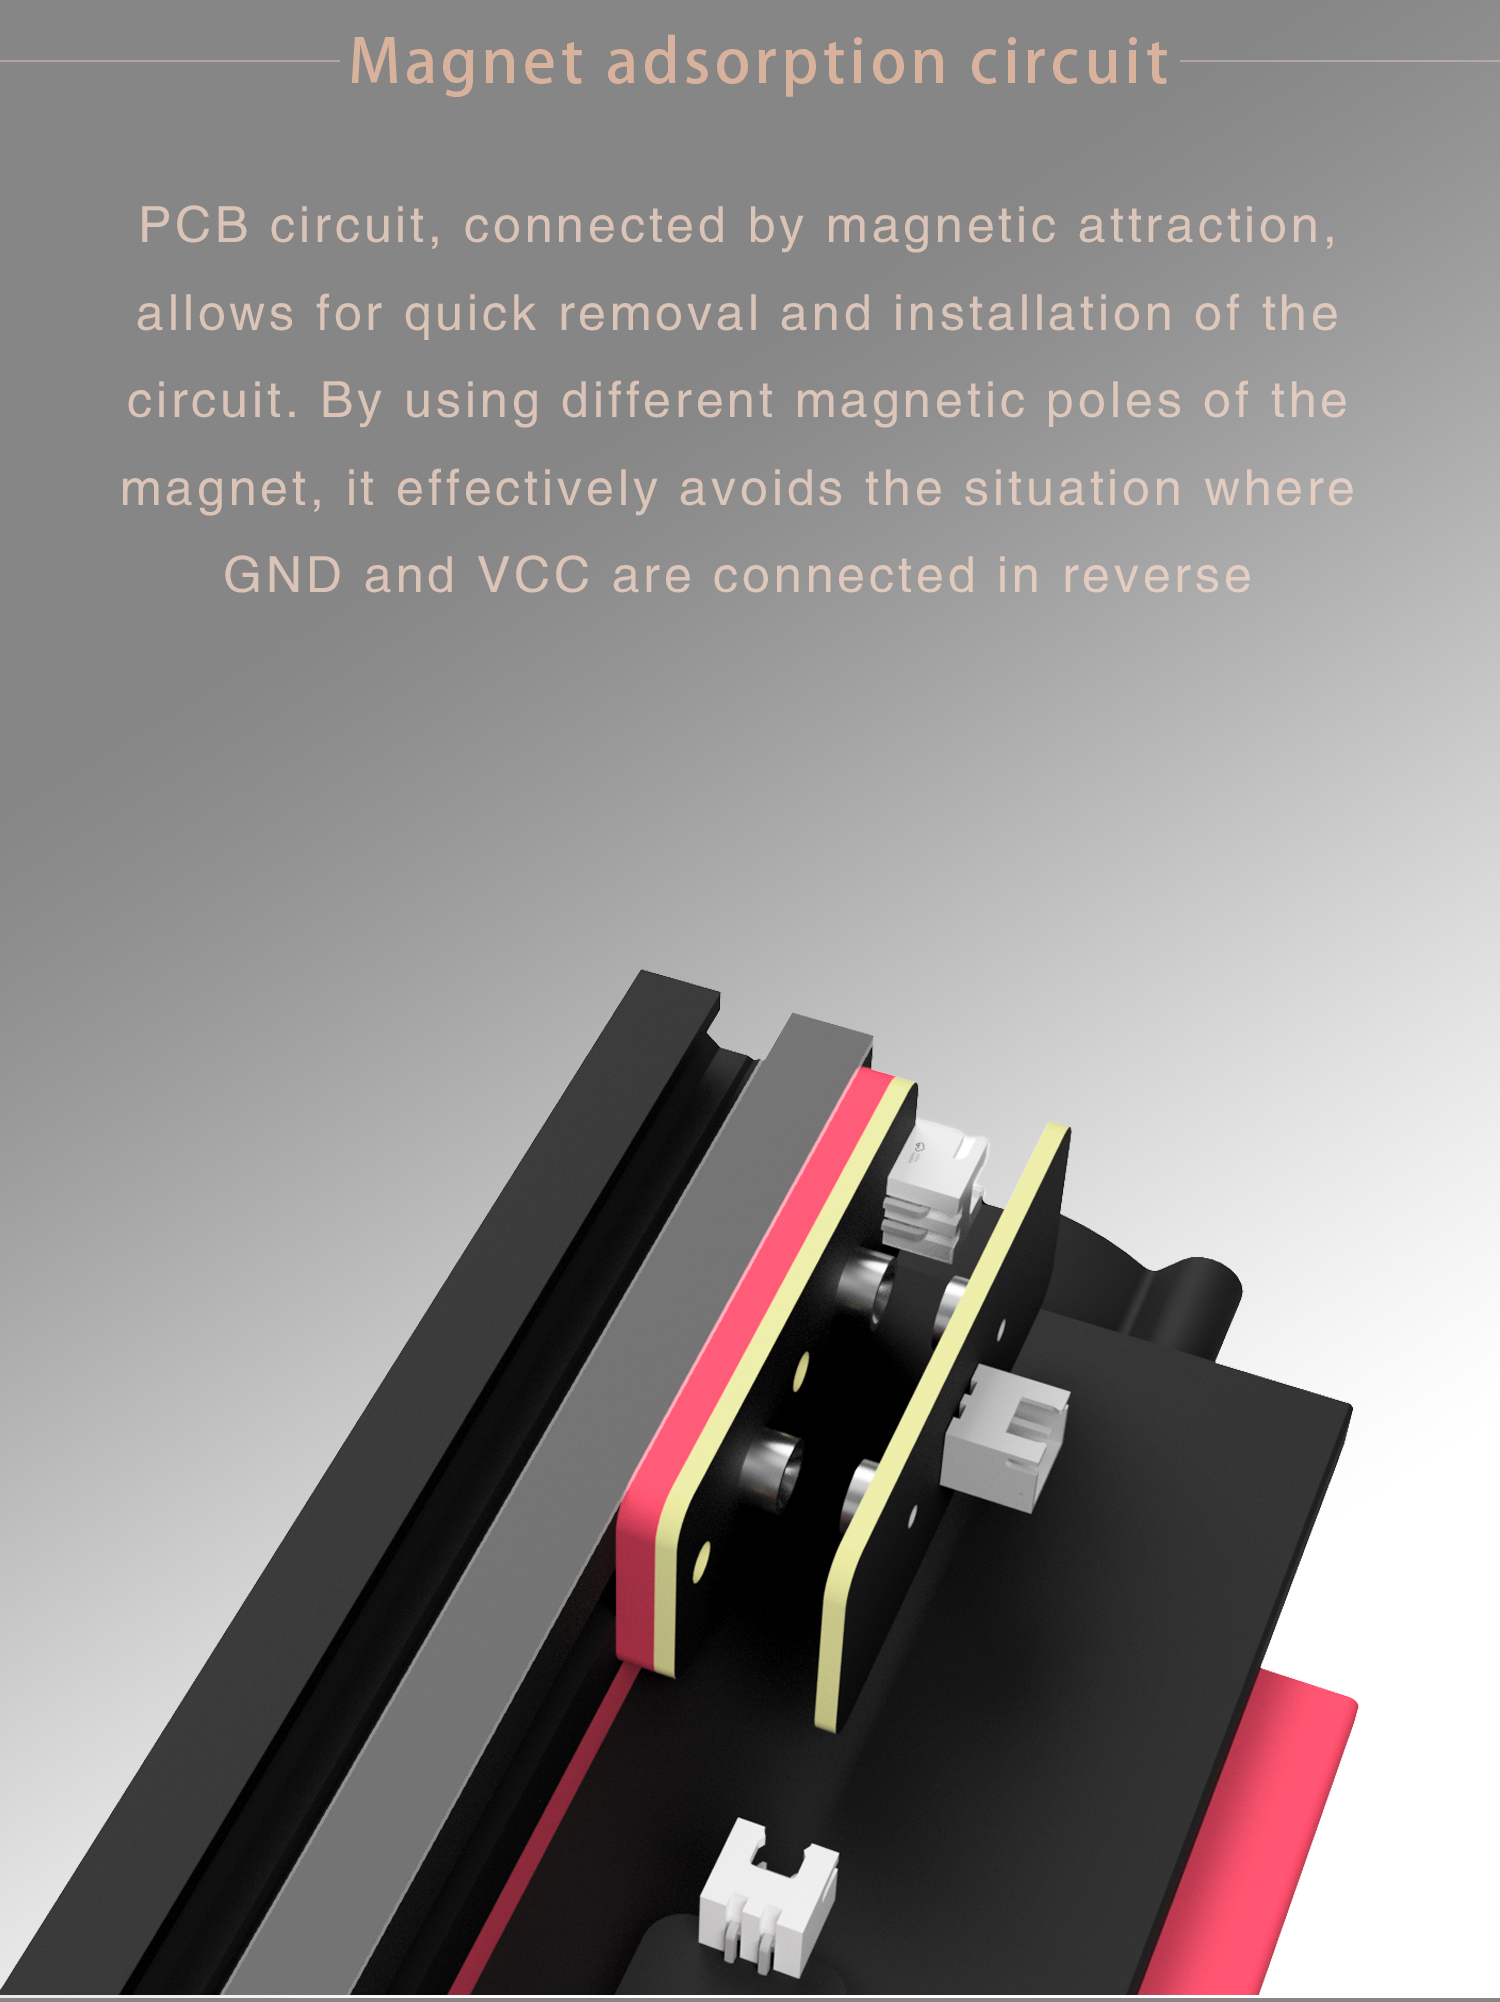 Magnet adsorption circuit
PCB circuit, connected by magnetic attraction,
allows for quick removal and installation of the
circuit. By using different magnetic poles of the
magnet, it effectively avoids the situation where
GND and VCC are connected in reverse